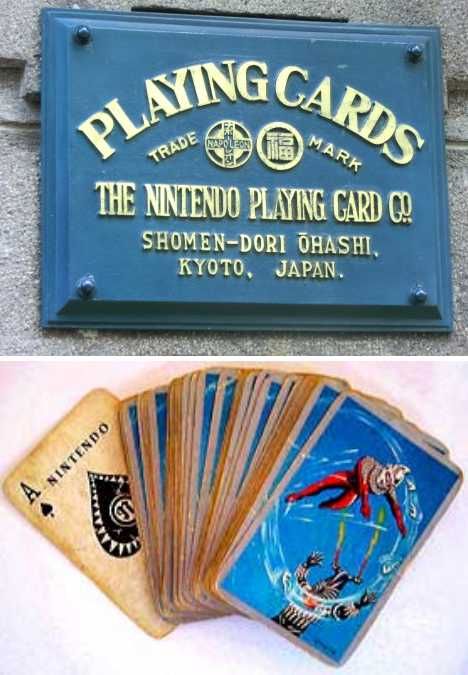 PLAYING CARDS
TRADE NAPOLEON 福 MARK
THE NINTENDO PLAYING CARD CO.
SHOMEN-DORI ŌHASHI,
KYOTO, JAPAN.
A NINTENDO